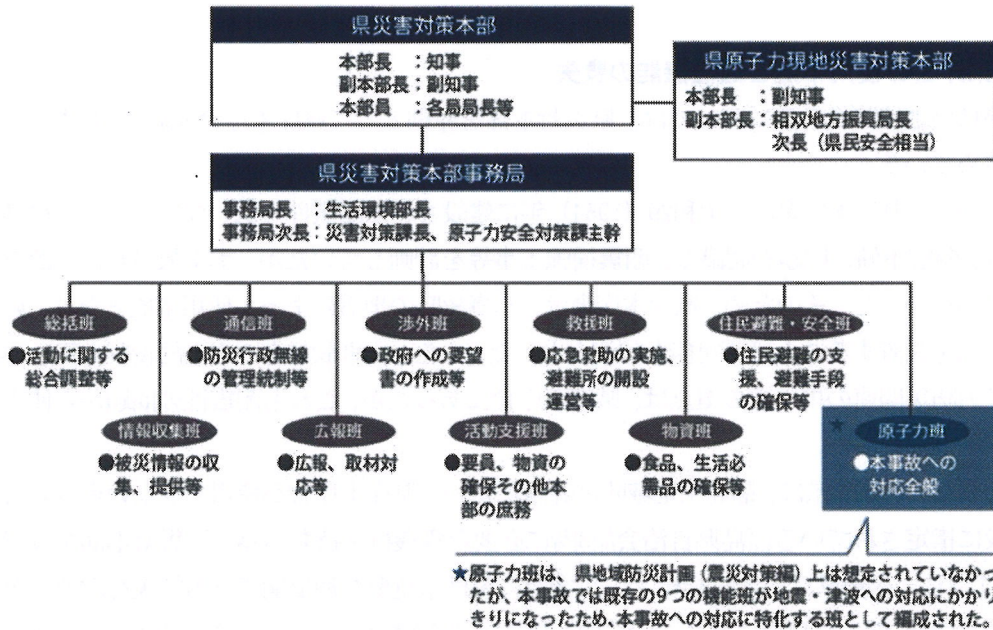 県災害対策本部
本部長 :知事
副本部長:副知事
本部員 :各局局長等
県原子力現地災害対策本部
本部長 :副知事
副本部長:相双地方振興局長
次長(県民安全相当)
県災害対策本部事務局
事務局長 :生活環境部長
事務局次長:災害対策課長、原子力安全対策課主幹
総括班
●活動に関する
総合調整等
通信班
●防災行政無線
の管理統制等
渉外班
●政府への要望
書の作成等
救援班
●応急救助の実施、
避難所の開設
運営等
住民避難・安全班
●住民避難の支
援、避難手段
の確保等
情報収集班
●被災情報の収
集、提供等
広報班
●広報、取材対
応等
活動支援班
●要員、物資の
確保その他本
部の庶務
物資班
●食品、生活必
需品の確保等
★ 原子力班
●本事故への
対応全般
★原子力班は、県地域防災計画(震災対策編)上は想定されていなかっ
たが、本事故では既存の9つの機能班が地震・津波への対応にかかり
きりになったため、本事故への対応に特化する班として編成された。